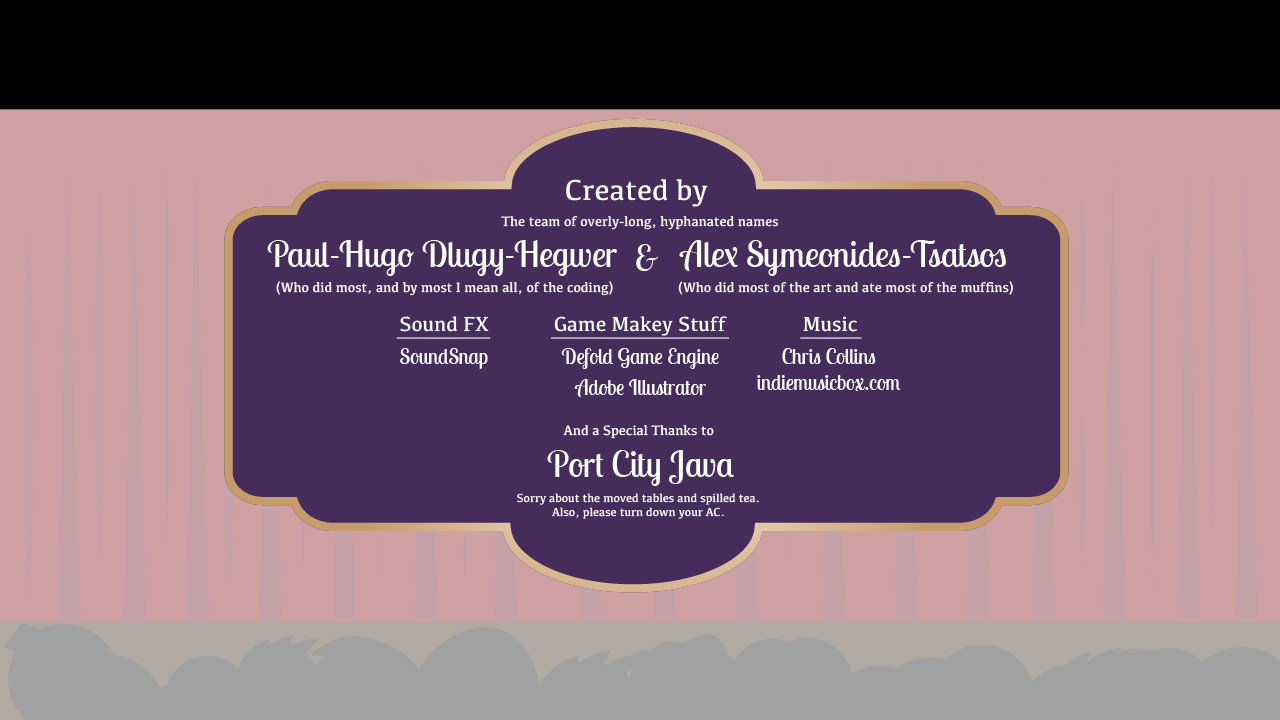 Created by
The team of overly-long, hyphanated names
Paul-Hugo Dlugy-Hegwer & Alex Symeonides-Tsatsos
(Who did most, and by most I mean all, of the coding) (Who did most of the art and ate most of the muffins)
Sound FX Game Makey Stuff Music
SoundSnap Defold Game Engine Chris Collins
Adobe Illustrator indiemusicbox.com
And a Special Thanks to
Port City Java
Sorry about the moved tables and spilled tea.
Also, please turn down your AC.